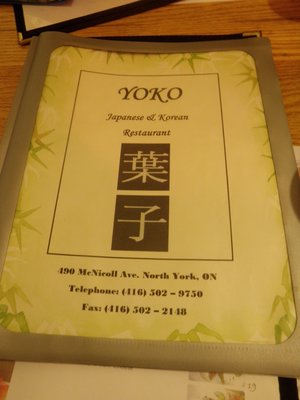 YOKO
Japanese & Korean
Restaurant
葉
子
490 McNicoll Ave. North York, ON
Telephone: (416) 502 – 9750
Fax: (416) 502 – 2148